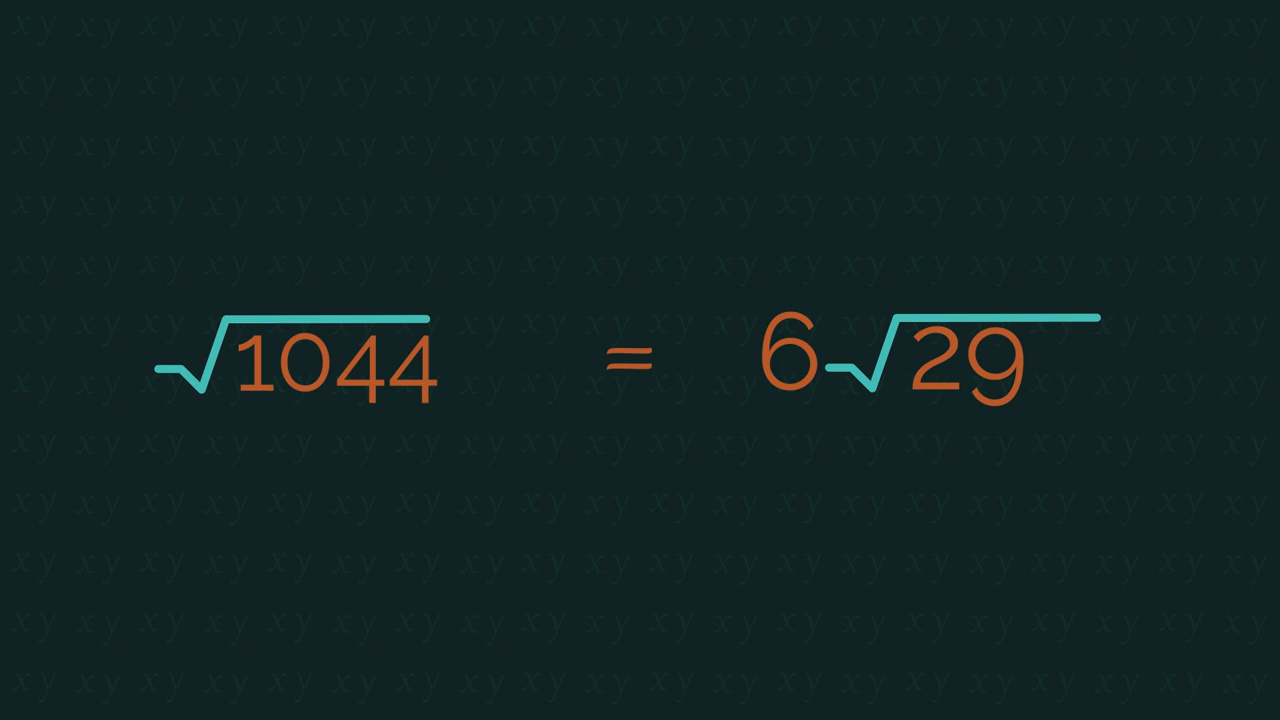 √1044 = 6√29